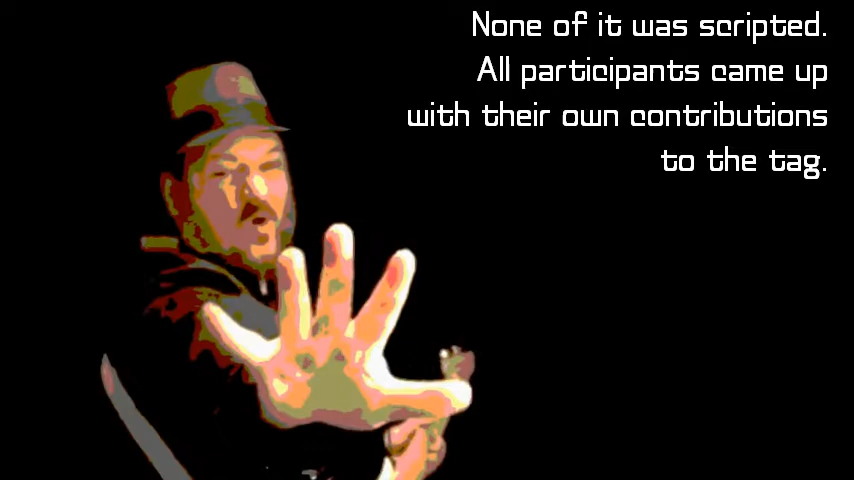 None of it was scripted.
All participants came up
with their own contributions
to the tag.